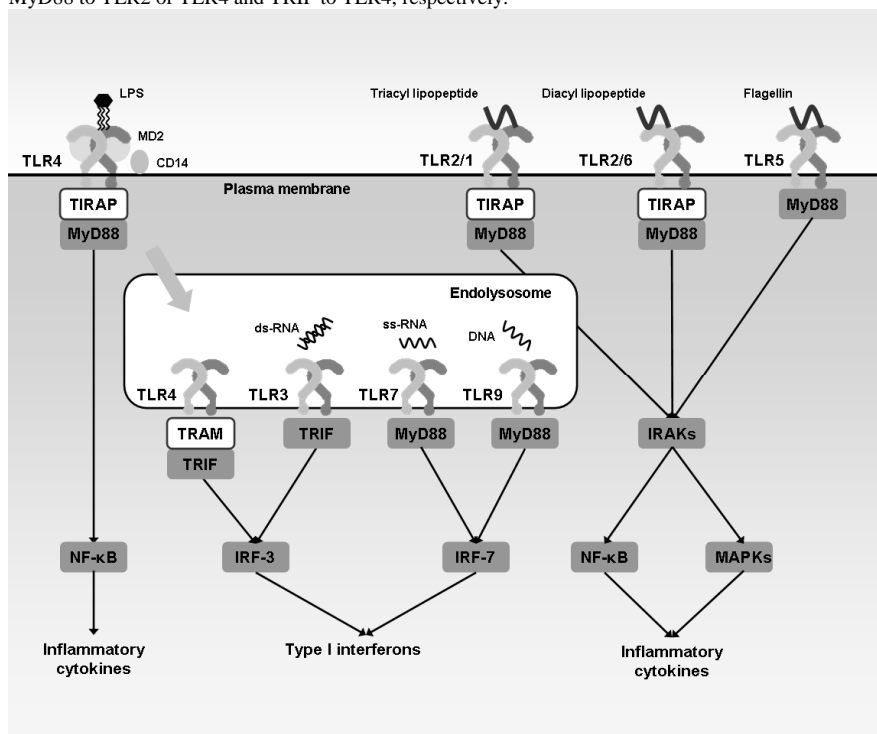 MyD88 to TLR2 or TLR4 and TRIF to TLR4, respectively.
LPS
MD2
TLR4
CD14
Triacyl lipopeptide
TLR2/1
Diacyl lipopeptide
TLR2/6
Flagellin
TLR5
Plasma membrane
TIRAP
MyD88
TIRAP
MyD88
TIRAP
MyD88
MyD88
Endolysosome
ds-RNA
ss-RNA
DNA
TLR4
TLR3
TLR7
TLR9
TRAM
TRIF
TRIF
MyD88
MyD88
IRAKs
NF-κB
IRF-3
IRF-7
NF-κB
MAPKs
Inflammatory
cytokines
Type I interferons
Inflammatory
cytokines